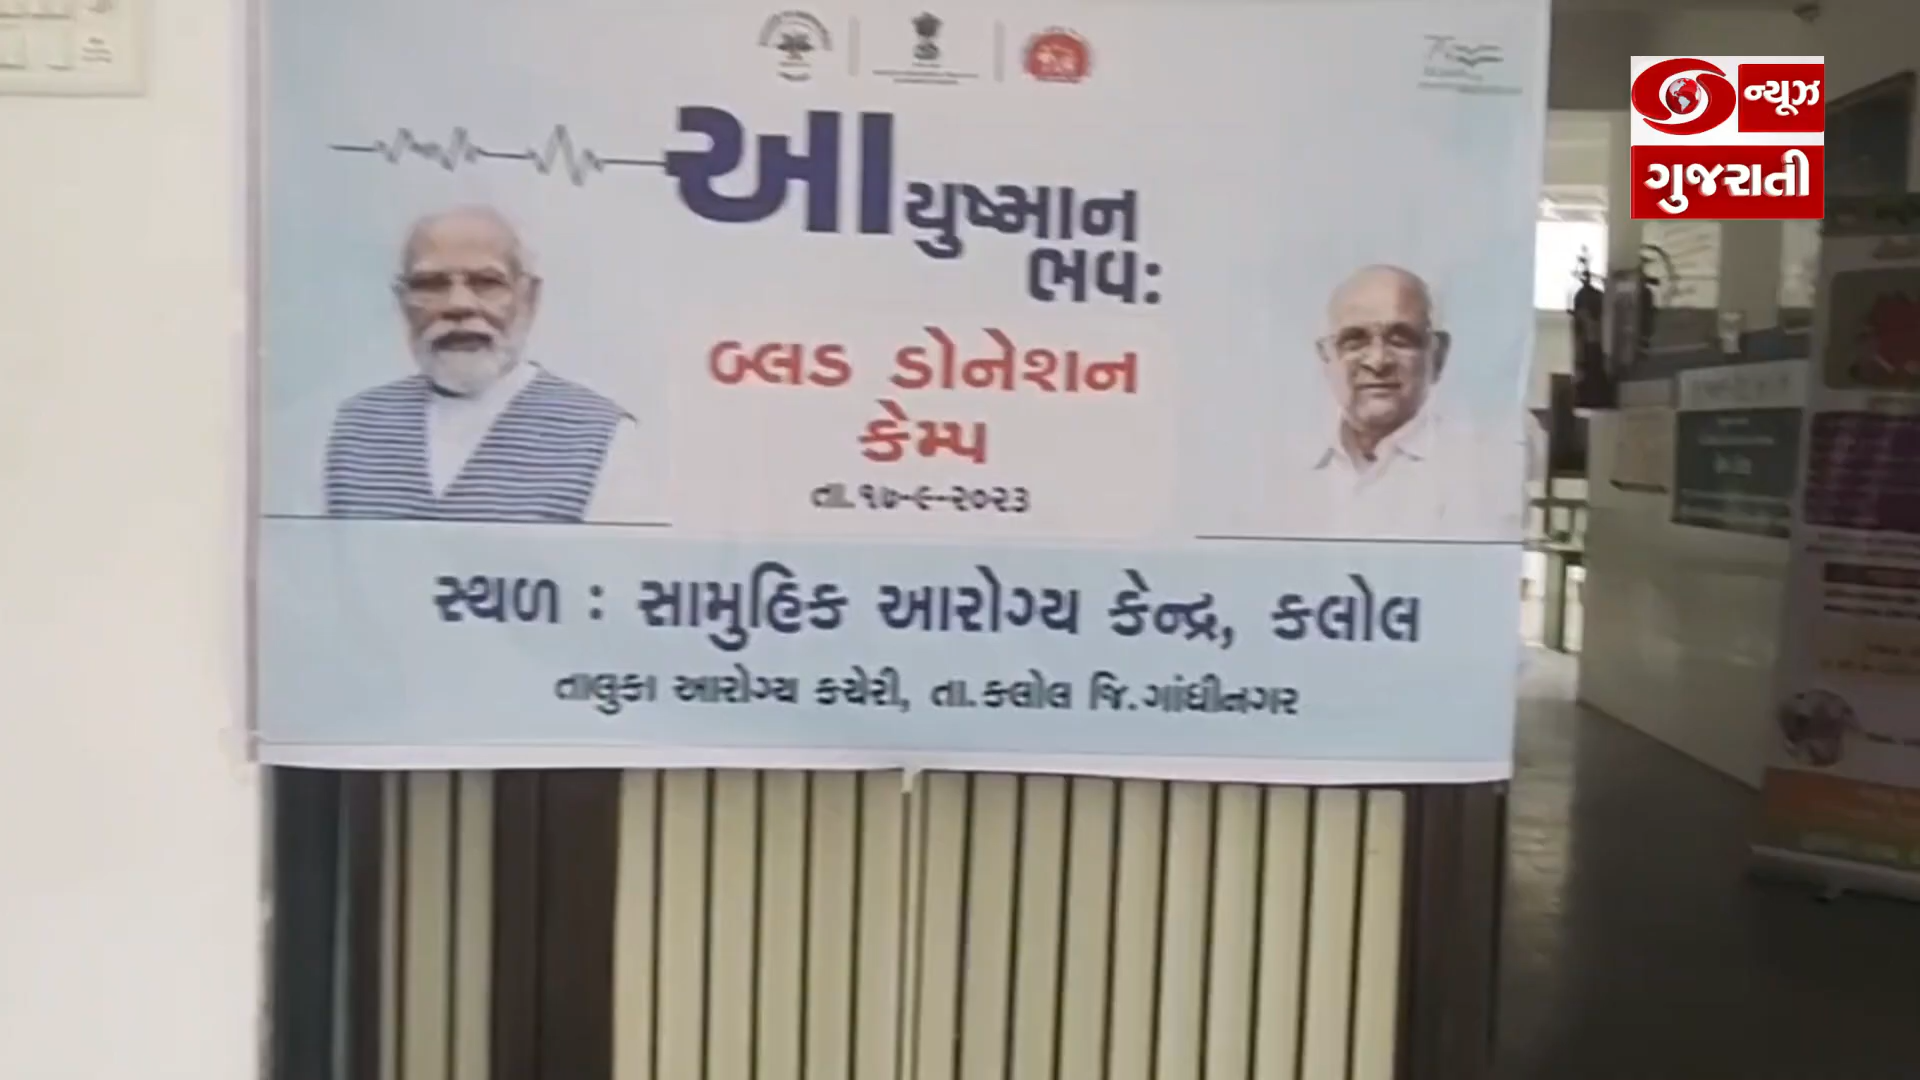 આયુષ્માન
ભવ:
બ્લડ ડોનેશન
કેમ્પ
તા.૧૭-૯-૨૦૨૩
સ્થળ : સામુહિક આરોગ્ય કેન્દ્ર, કલોલ
તાલુકા આરોગ્ય કચેરી, તા.કલોલ જિ.ગાંધીનગર
ન્યૂઝ
ગુજરાતી